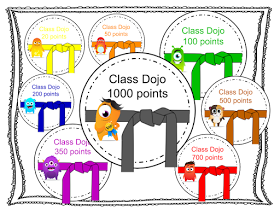 Class Dojo
50 points
Class Dojo
100 points
Class Dojo
200 points
Class Dojo
1000 points
Class Dojo
500 points
Class Dojo
350 points
Class Dojo
700 points